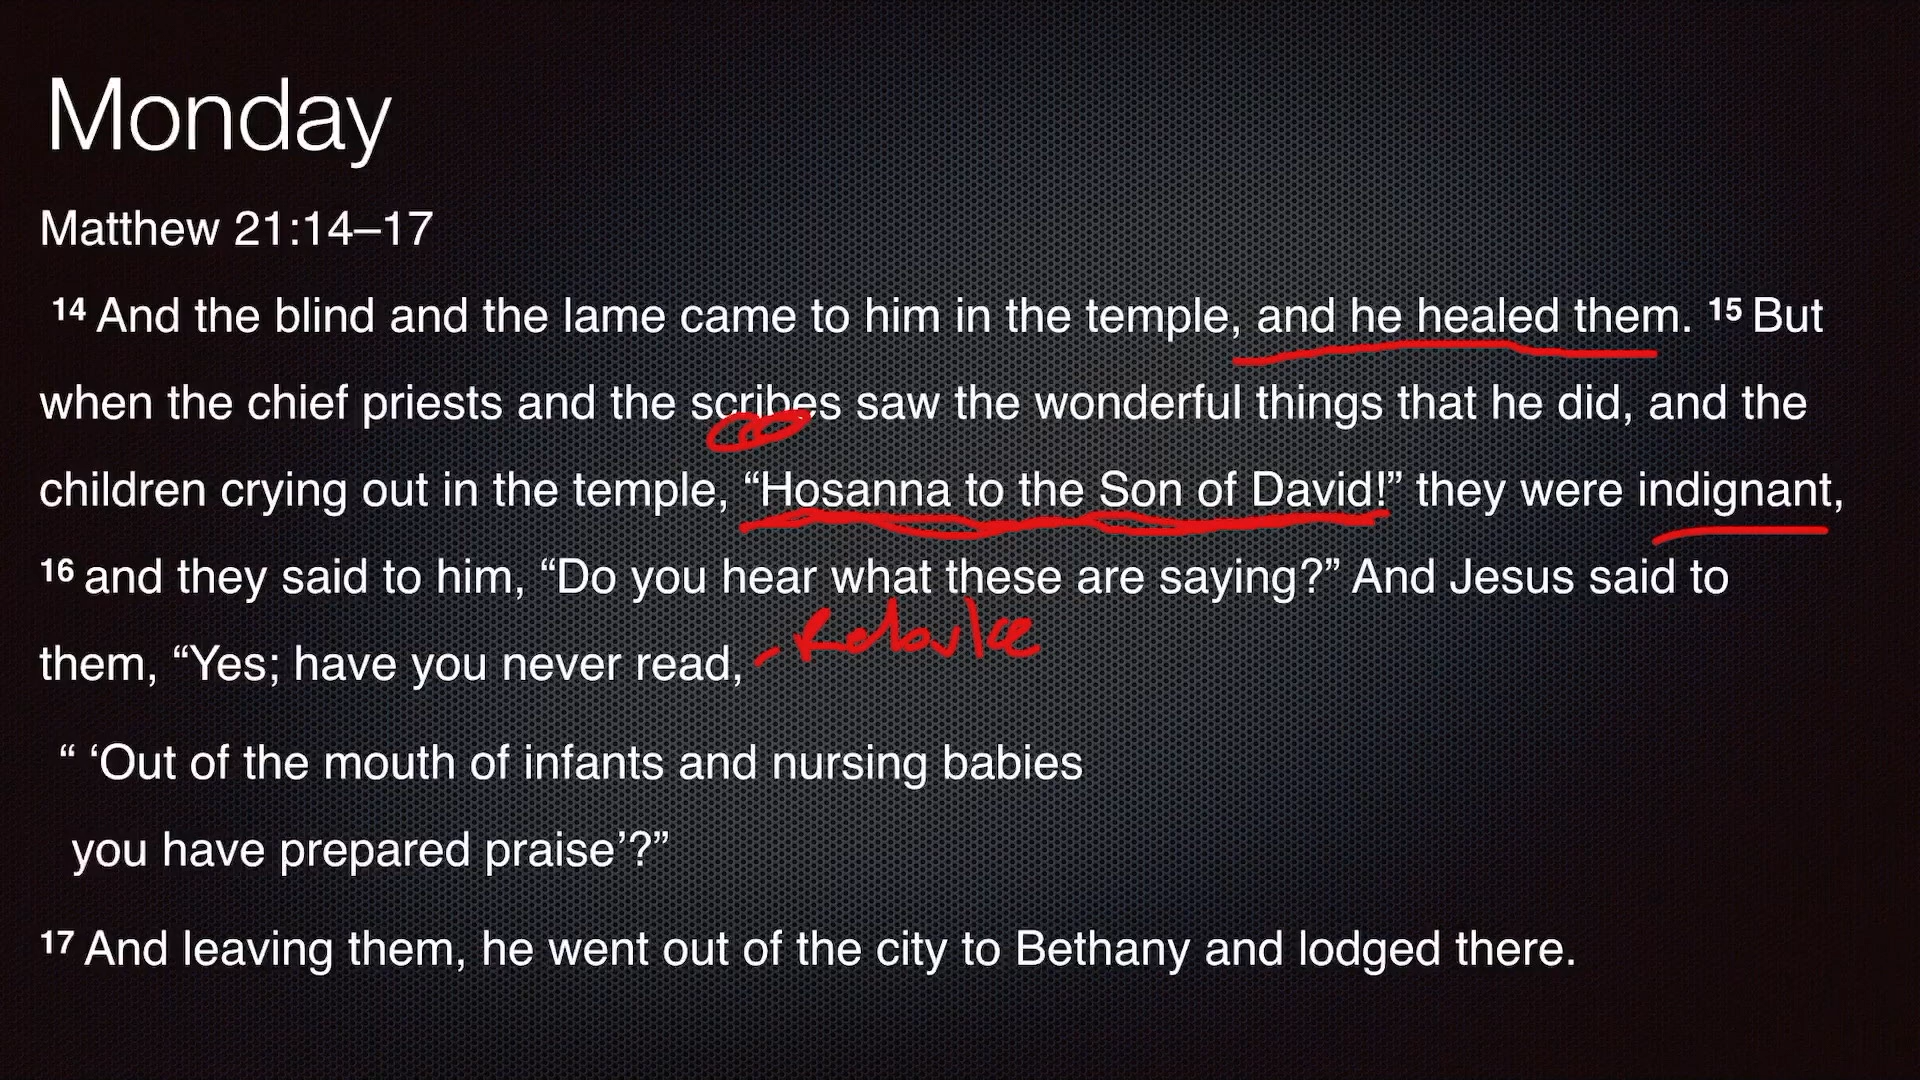 Monday
Matthew 21:14–17
14 And the blind and the lame came to him in the temple, and he healed them. 15 But
when the chief priests and the scribes saw the wonderful things that he did, and the
children crying out in the temple, “Hosanna to the Son of David!” they were indignant,
16 and they said to him, “Do you hear what these are saying?” And Jesus said to
them, “Yes; have you never read, - Rebuke
“ ‘Out of the mouth of infants and nursing babies
you have prepared praise’?”
17 And leaving them, he went out of the city to Bethany and lodged there.